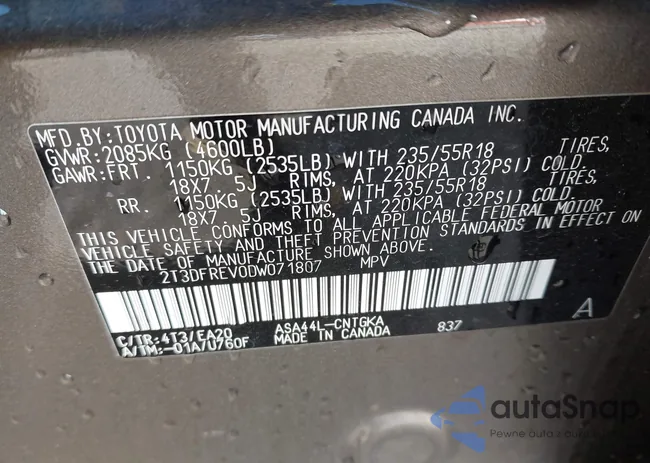 MFD.BY:TOYOTA MOTOR MANUFACTURING CANADA INC.
GVWR:2085KG (4600LB)
GAWR:FRT. 1150KG (2535LB) WITH 235/55R18 TIRES,
18X7.5J RIMS, AT 220KPA (32PSI) COLD.
RR. 1150KG (2535LB) WITH 235/55R18 TIRES,
18X7.5J RIMS, AT 220KPA (32PSI) COLD.
THIS VEHICLE CONFORMS TO ALL APPLICABLE FEDERAL MOTOR
VEHICLE SAFETY AND THEFT PREVENTION STANDARDS IN EFFECT ON
THE DATE OF MANUFACTURE SHOWN ABOVE.
2T3DFREV0DW071807 MPV
C/TR:4T3/EA20 ASA44L-CNTGKA 837 A
A/TM:-01A/U760F MADE IN CANADA
autaSnap
Pewne auta z